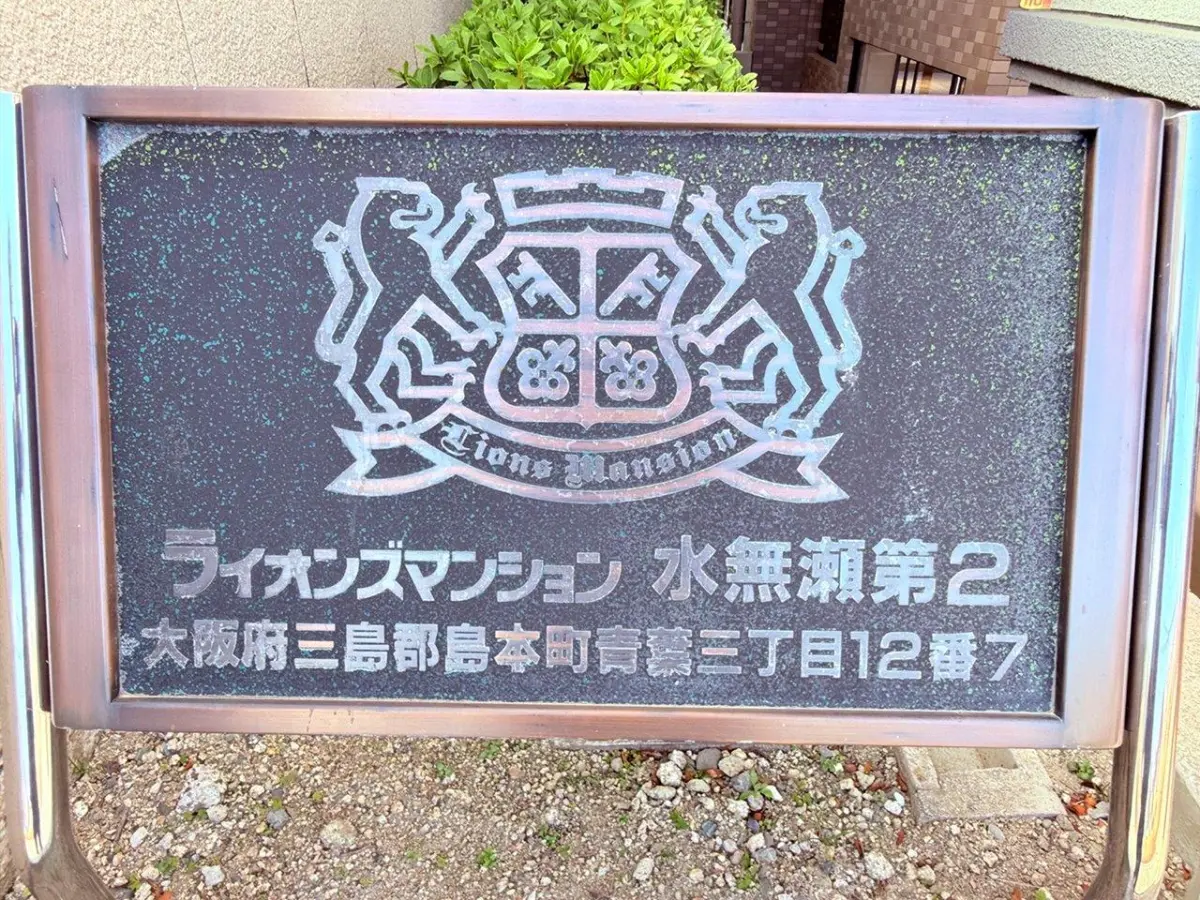 Lions Mansion
ライオンズマンション 水無瀬第2
大阪府三島郡島本町青葉三丁目12番7